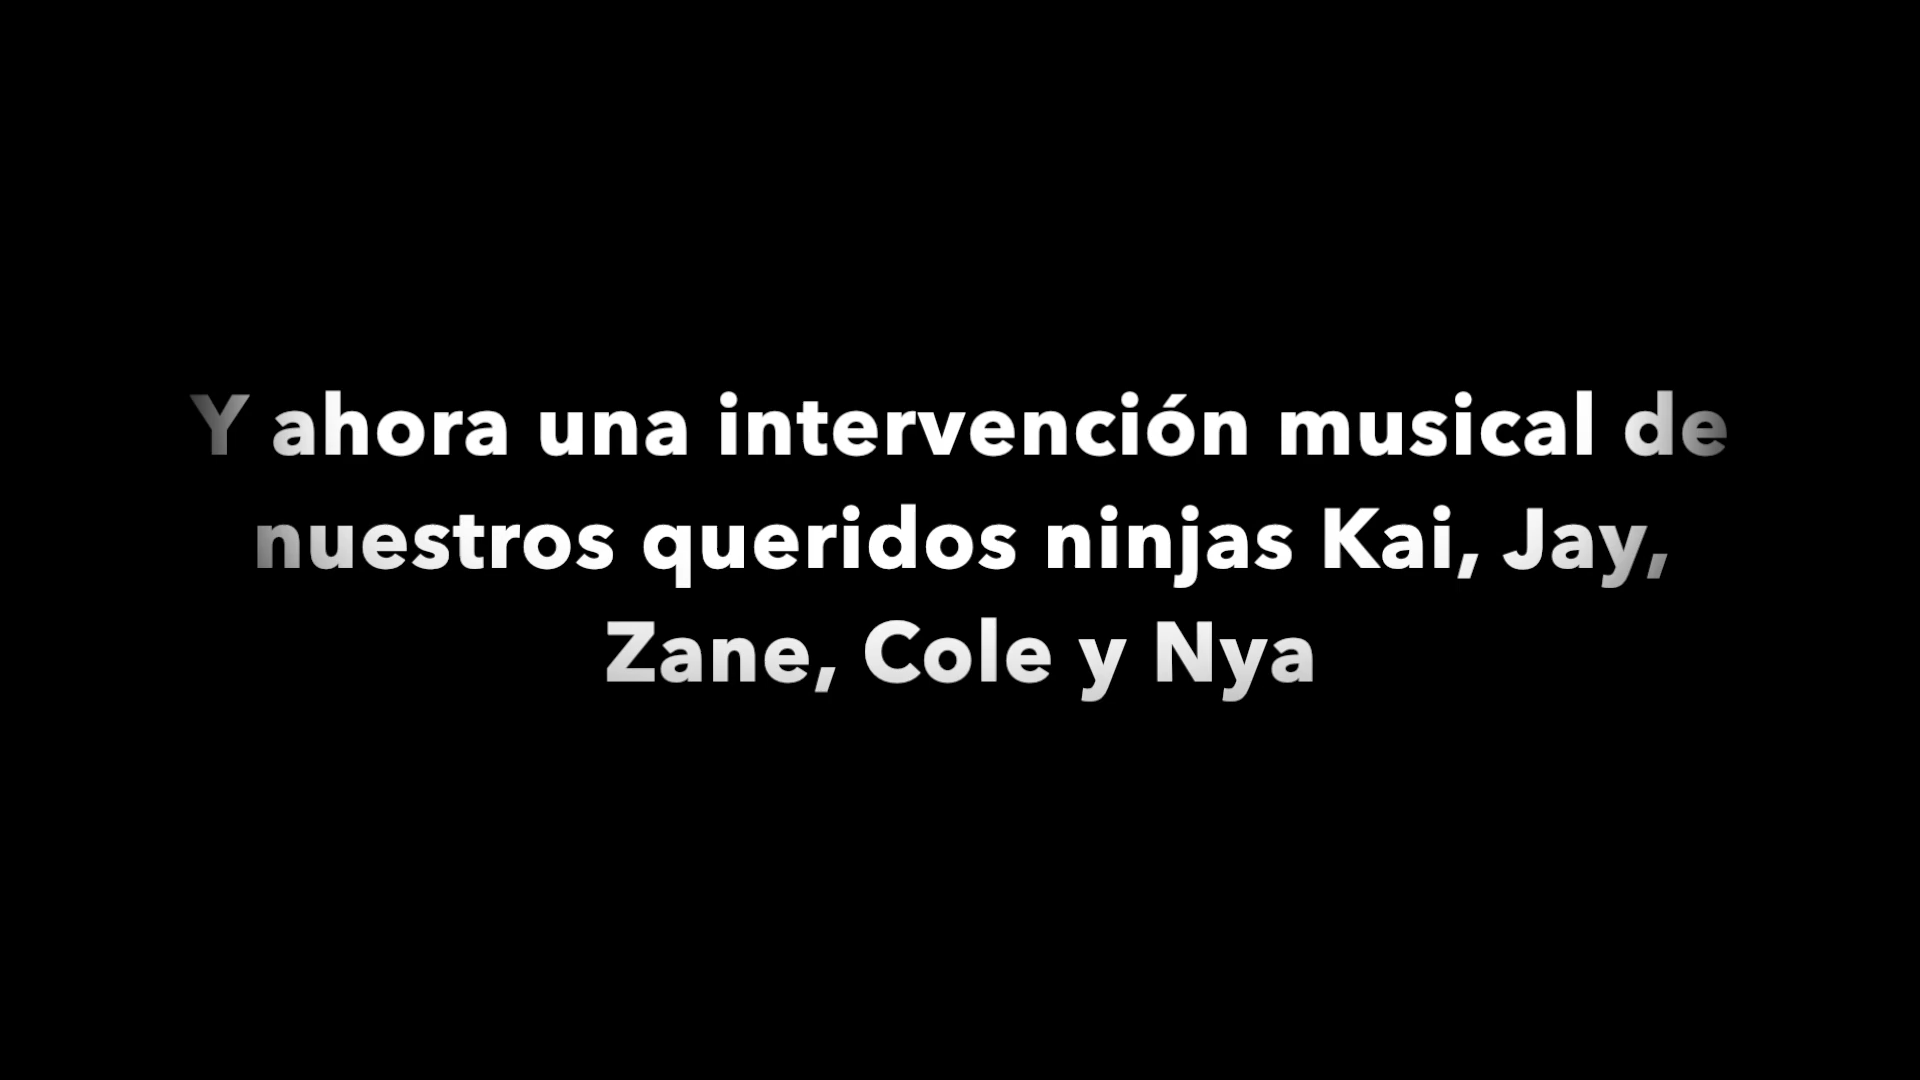 Y ahora una intervención musical de
nuestros queridos ninjas Kai, Jay,
Zane, Cole y Nya